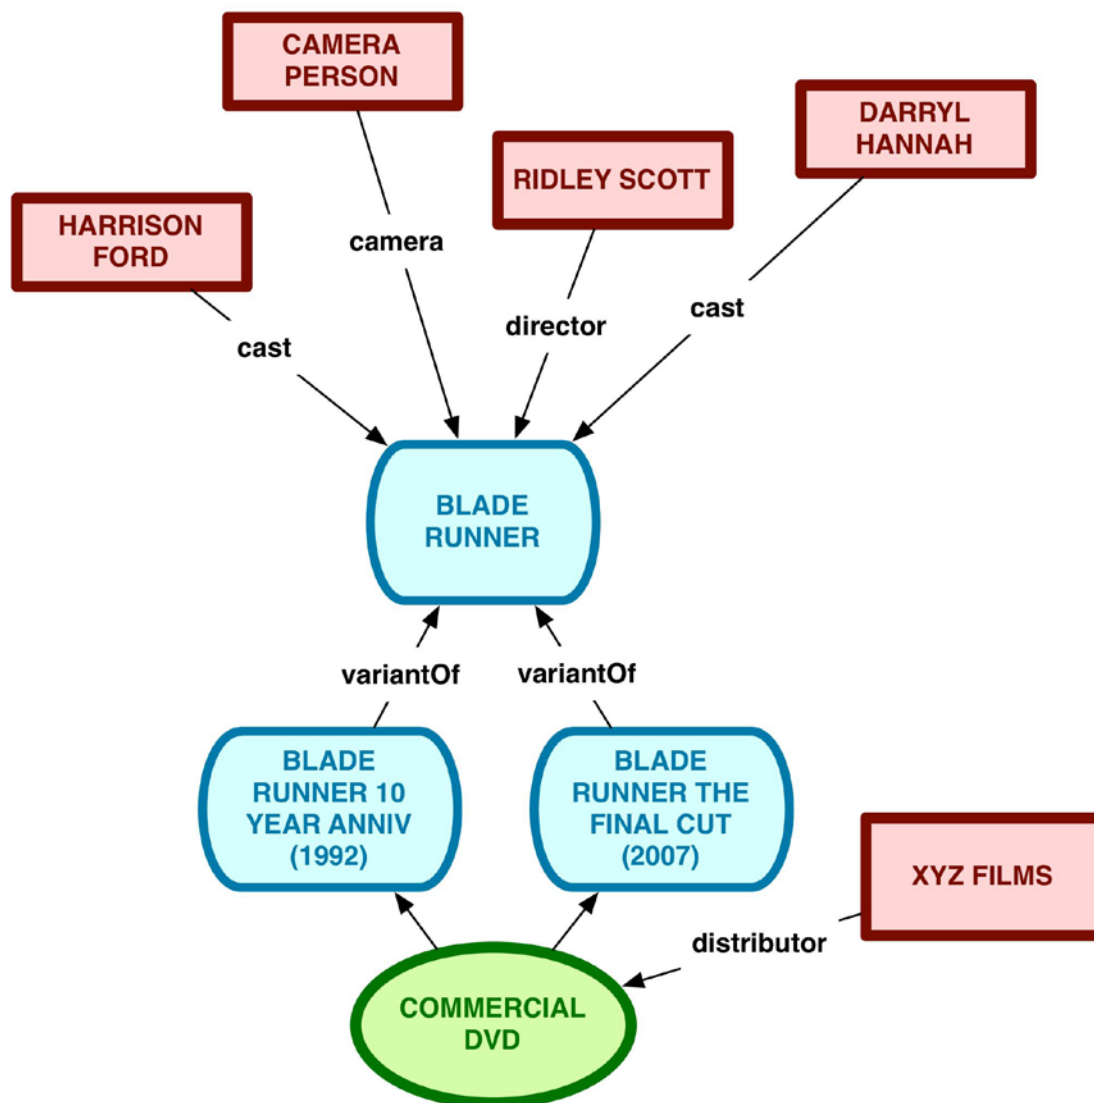 CAMERA
PERSON
DARRYL
HANNAH
RIDLEY SCOTT
HARRISON
FORD
camera
cast
director
cast
BLADE
RUNNER
variantOf
variantOf
BLADE
RUNNER 10
YEAR ANNIV
(1992)
BLADE
RUNNER THE
FINAL CUT
(2007)
XYZ FILMS
distributor
COMMERCIAL
DVD